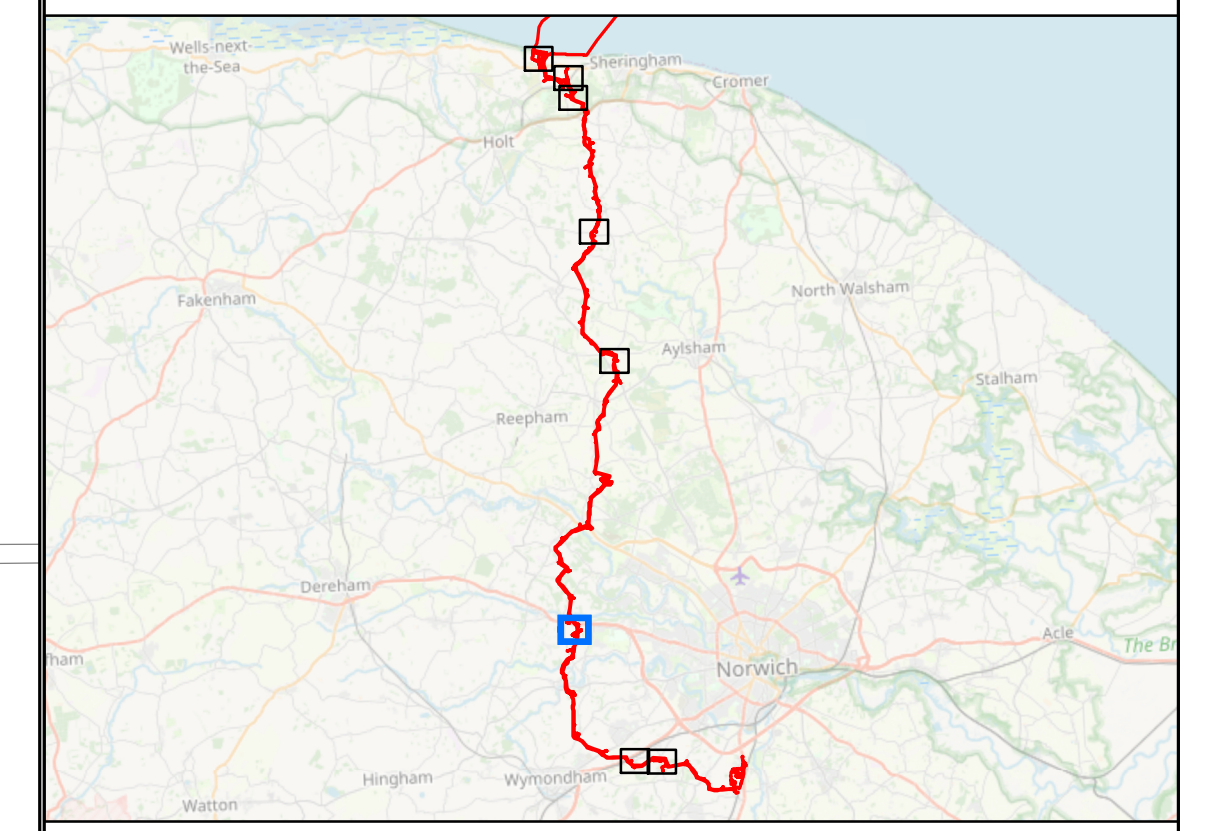 Wells-next-
the-Sea
Sheringham
Cromer
Holt
Fakenham
North Walsham
Aylsham
Stalham
Reepham
Dereham
Acle
The Br
fham
Norwich
Hingham
Wymondham
Watton